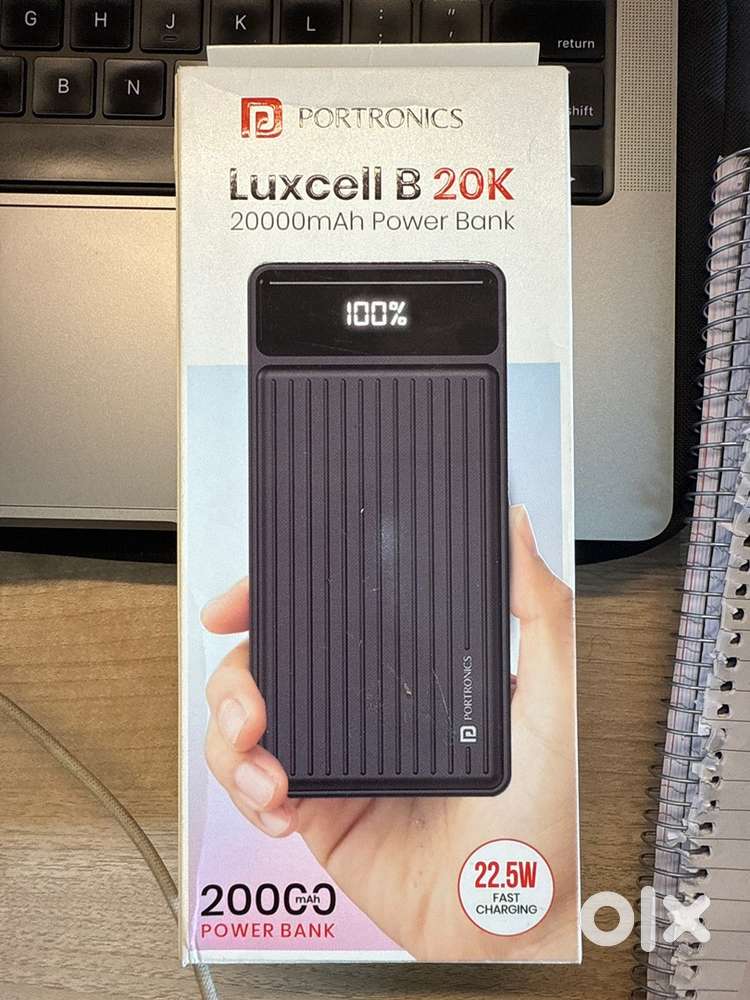 G H J K L
return
B N
shift
PORTRONICS
Luxcell B 20K
20000mAh Power Bank
100%
PORTRONICS
20000
mAh
POWER BANK
22.5W
FAST
CHARGING
olx